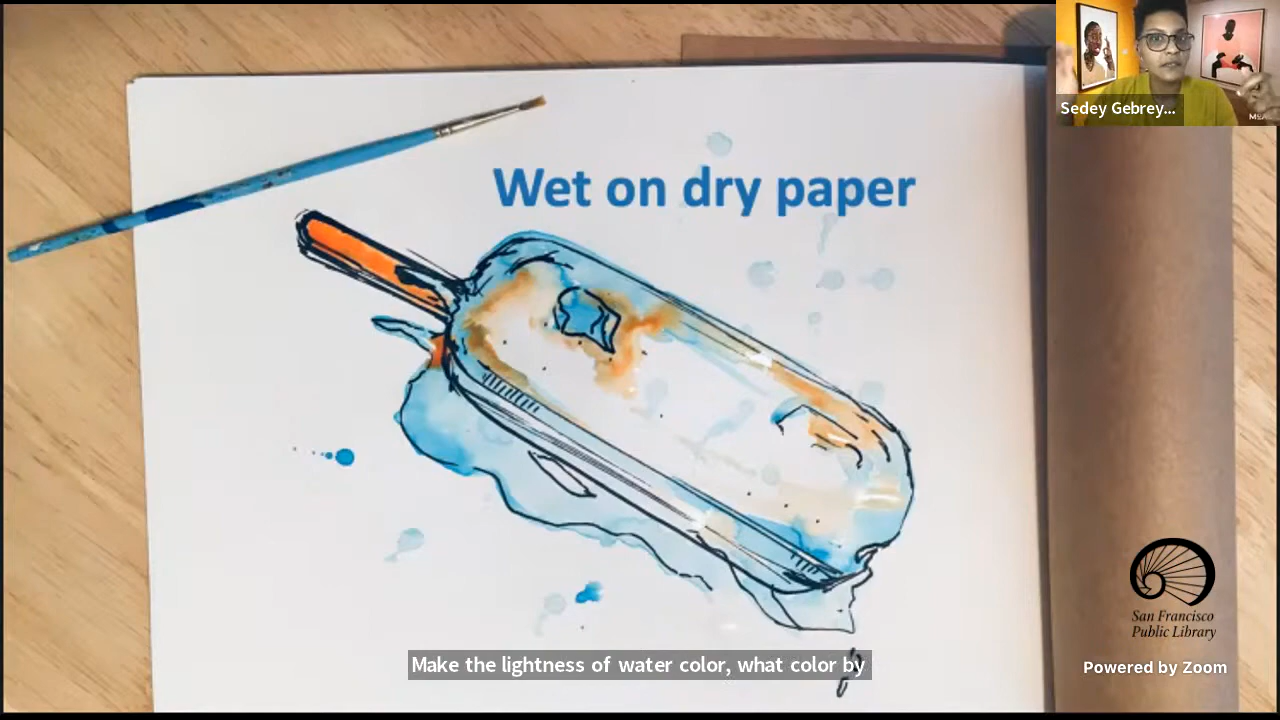 Sedey Gebrey...
Wet on dry paper
San Francisco
Public Library
Make the lightness of water color, what color by
Powered by Zoom